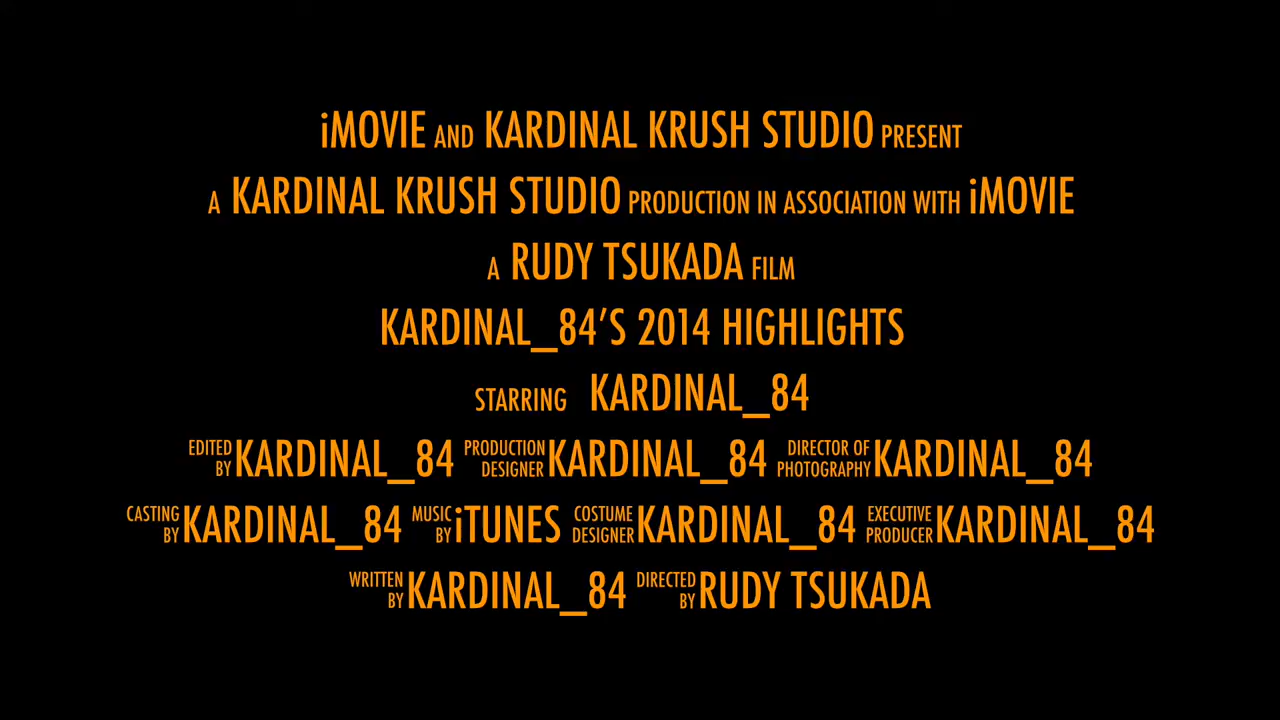 iMOVIE AND KARDINAL KRUSH STUDIO PRESENT
A KARDINAL KRUSH STUDIO PRODUCTION IN ASSOCIATION WITH iMOVIE
A RUDY TSUKADA FILM
KARDINAL_84’S 2014 HIGHLIGHTS
STARRING KARDINAL_84
EDITED BY KARDINAL_84 PRODUCTION DESIGNER KARDINAL_84 DIRECTOR OF PHOTOGRAPHY KARDINAL_84
CASTING BY KARDINAL_84 MUSIC BY iTUNES COSTUME DESIGNER KARDINAL_84 EXECUTIVE PRODUCER KARDINAL_84
WRITTEN BY KARDINAL_84 DIRECTED BY RUDY TSUKADA